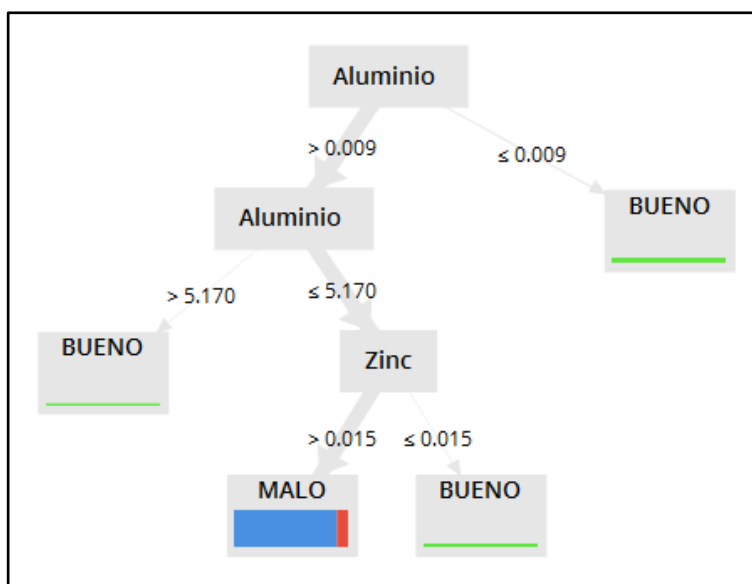 Aluminio
> 0.009
≤ 0.009
Aluminio
BUENO
> 5.170
≤ 5.170
BUENO
Zinc
> 0.015
≤ 0.015
MALO
BUENO